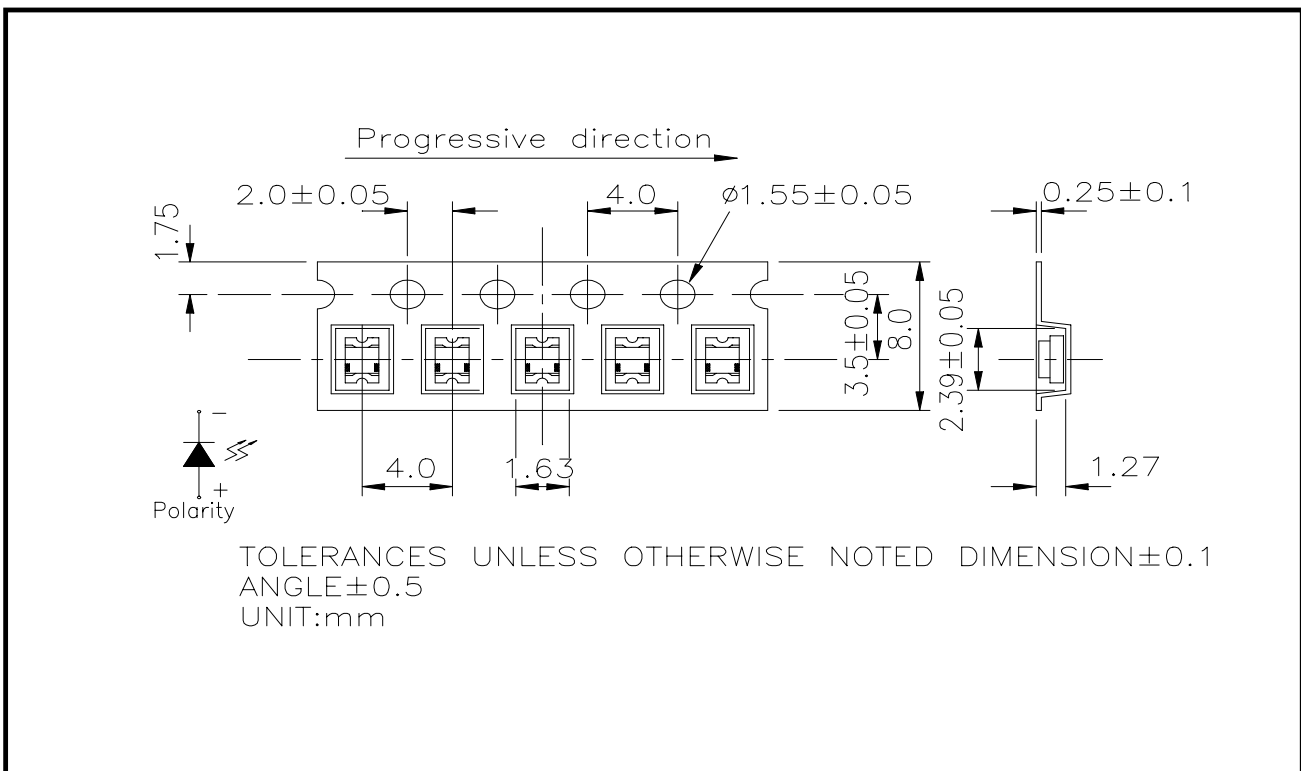 Progressive direction
2.0±0.05
4.0
ø1.55±0.05
0.25±0.1
1.75
3.5±0.05
8.0
2.39±0.05
−
+
Polarity
4.0
1.63
1.27
TOLERANCES UNLESS OTHERWISE NOTED DIMENSION±0.1
ANGLE±0.5
UNIT:mm